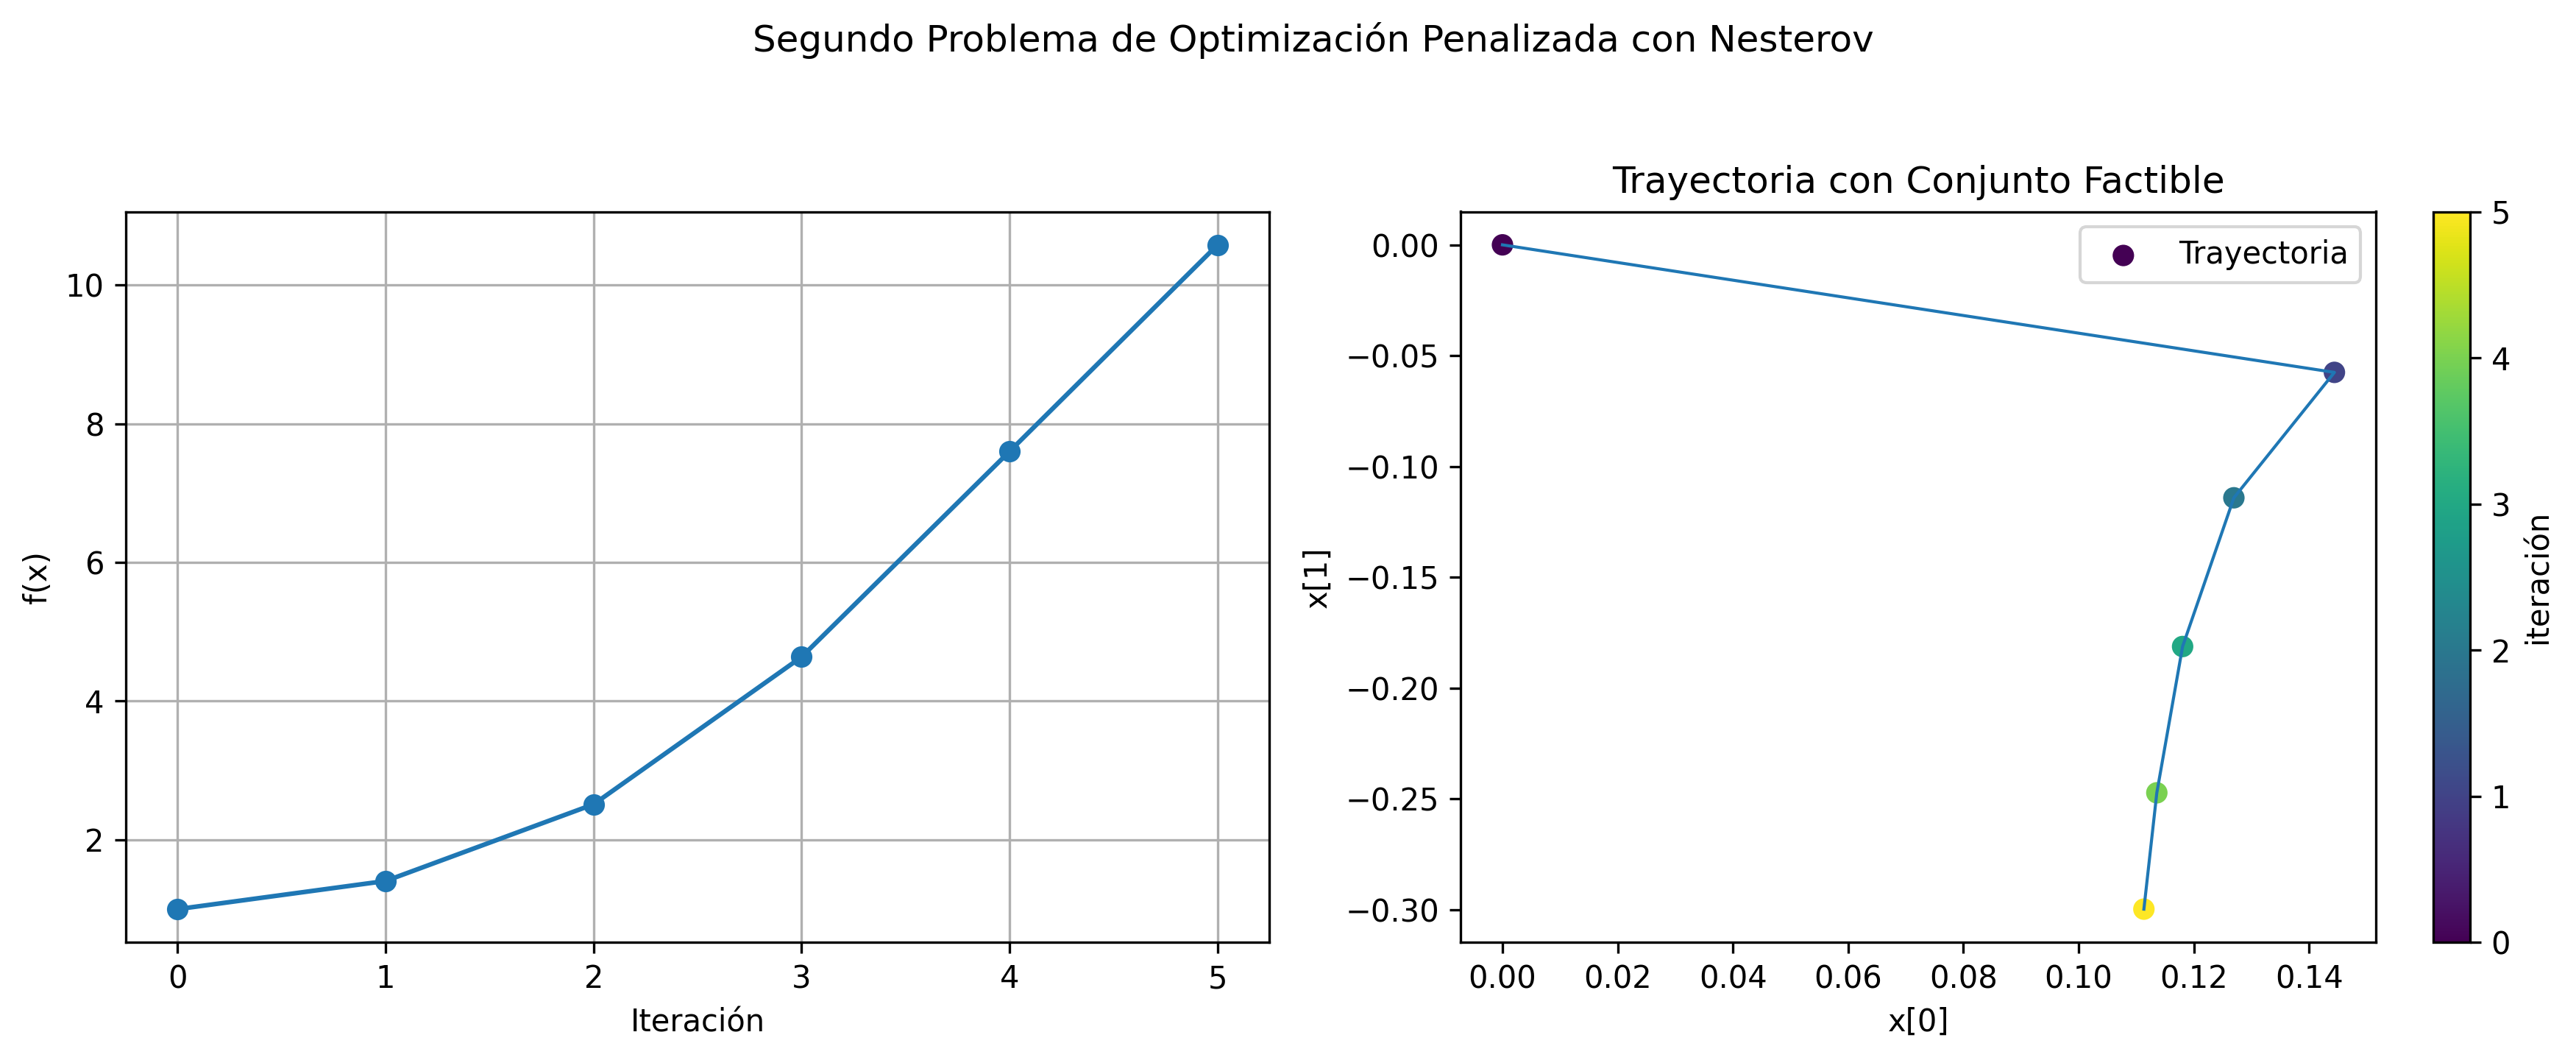 Segundo Problema de Optimización Penalizada con Nesterov
f(x)
10
8
6
4
2
0 1 2 3 4 5
Iteración
Trayectoria con Conjunto Factible
Trayectoria
x[1]
0.00
−0.05
−0.10
−0.15
−0.20
−0.25
−0.30
0.00 0.02 0.04 0.06 0.08 0.10 0.12 0.14
x[0]
5
4
3
2
1
0
iteración